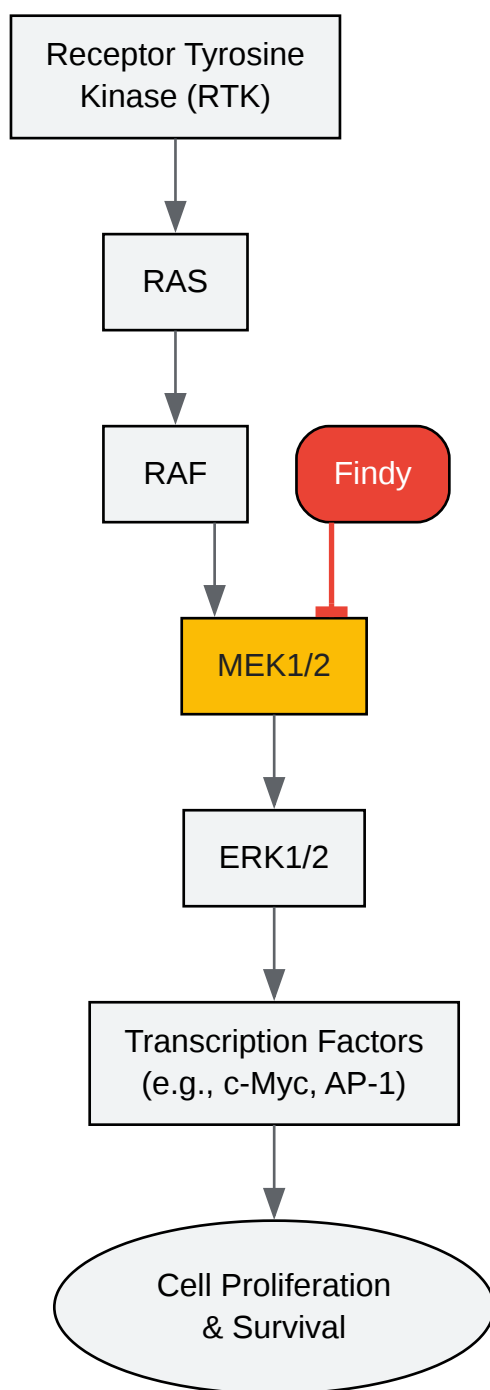 Receptor Tyrosine
Kinase (RTK)
RAS
RAF
Findy
MEK1/2
ERK1/2
Transcription Factors
(e.g., c-Myc, AP-1)
Cell Proliferation
& Survival